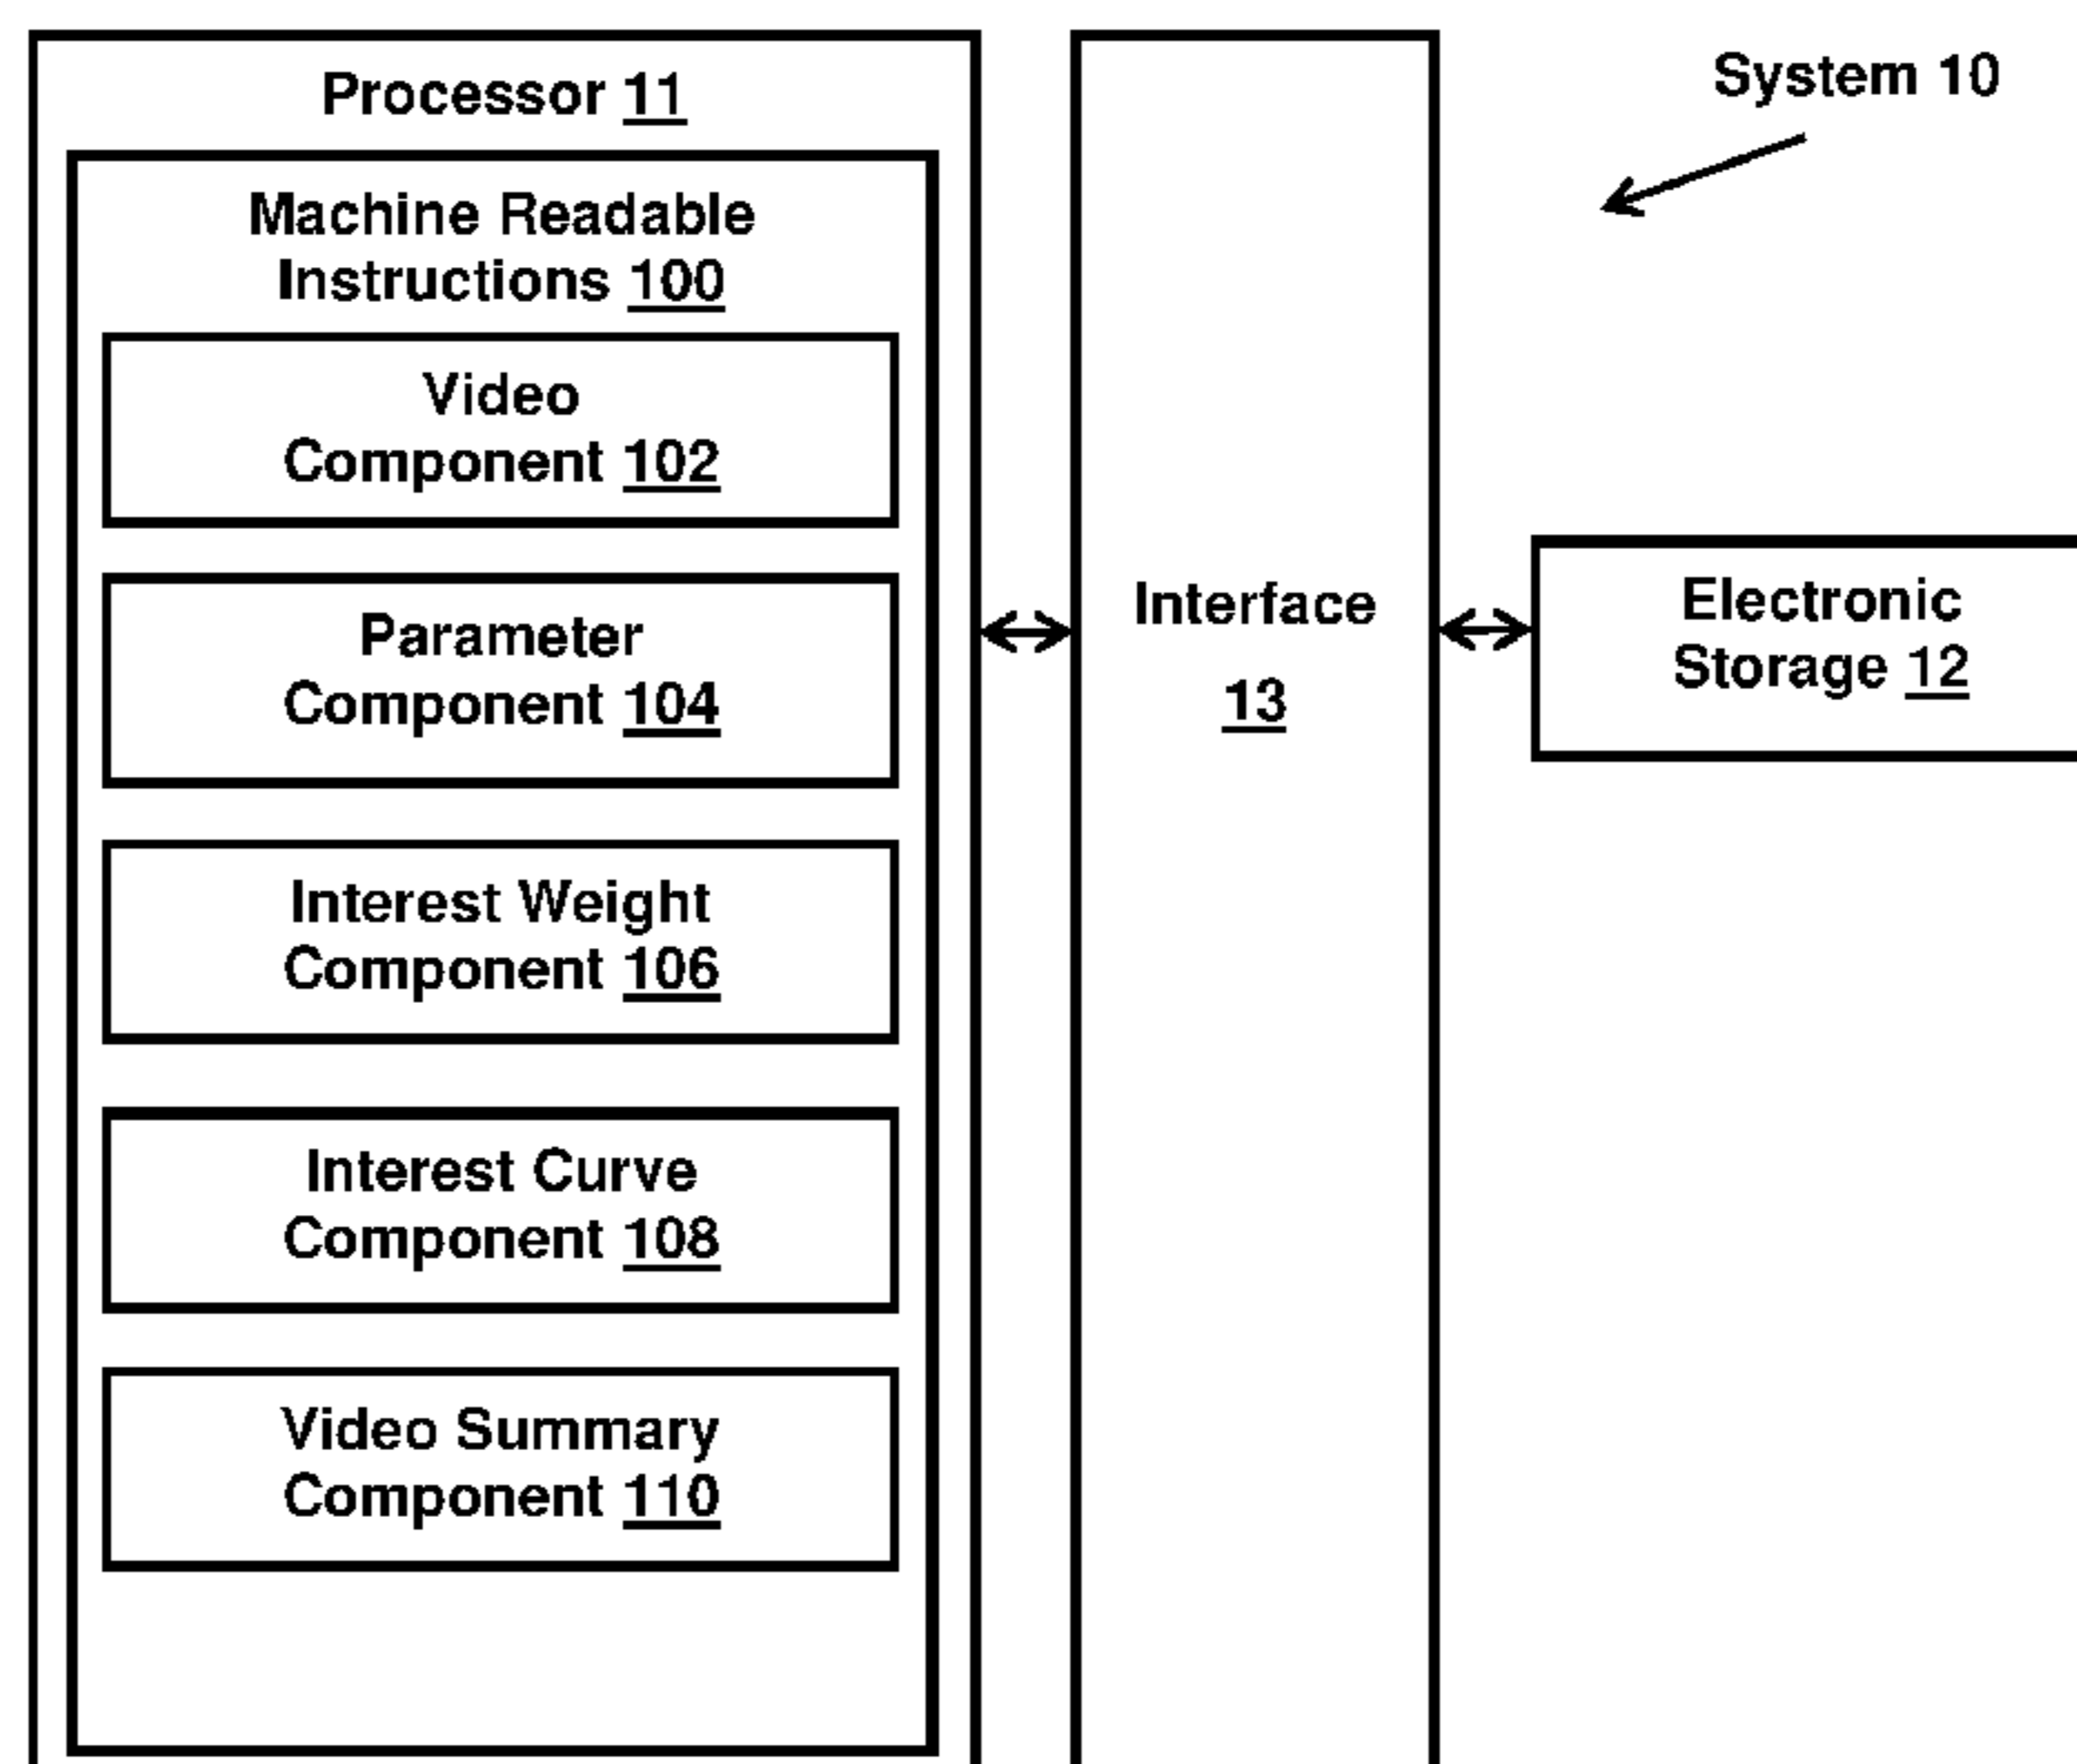 Processor 11
Machine Readable
Instructions 100
Video
Component 102
Parameter
Component 104
Interest Weight
Component 106
Interest Curve
Component 108
Video Summary
Component 110
Interface
13
System 10
Electronic
Storage 12